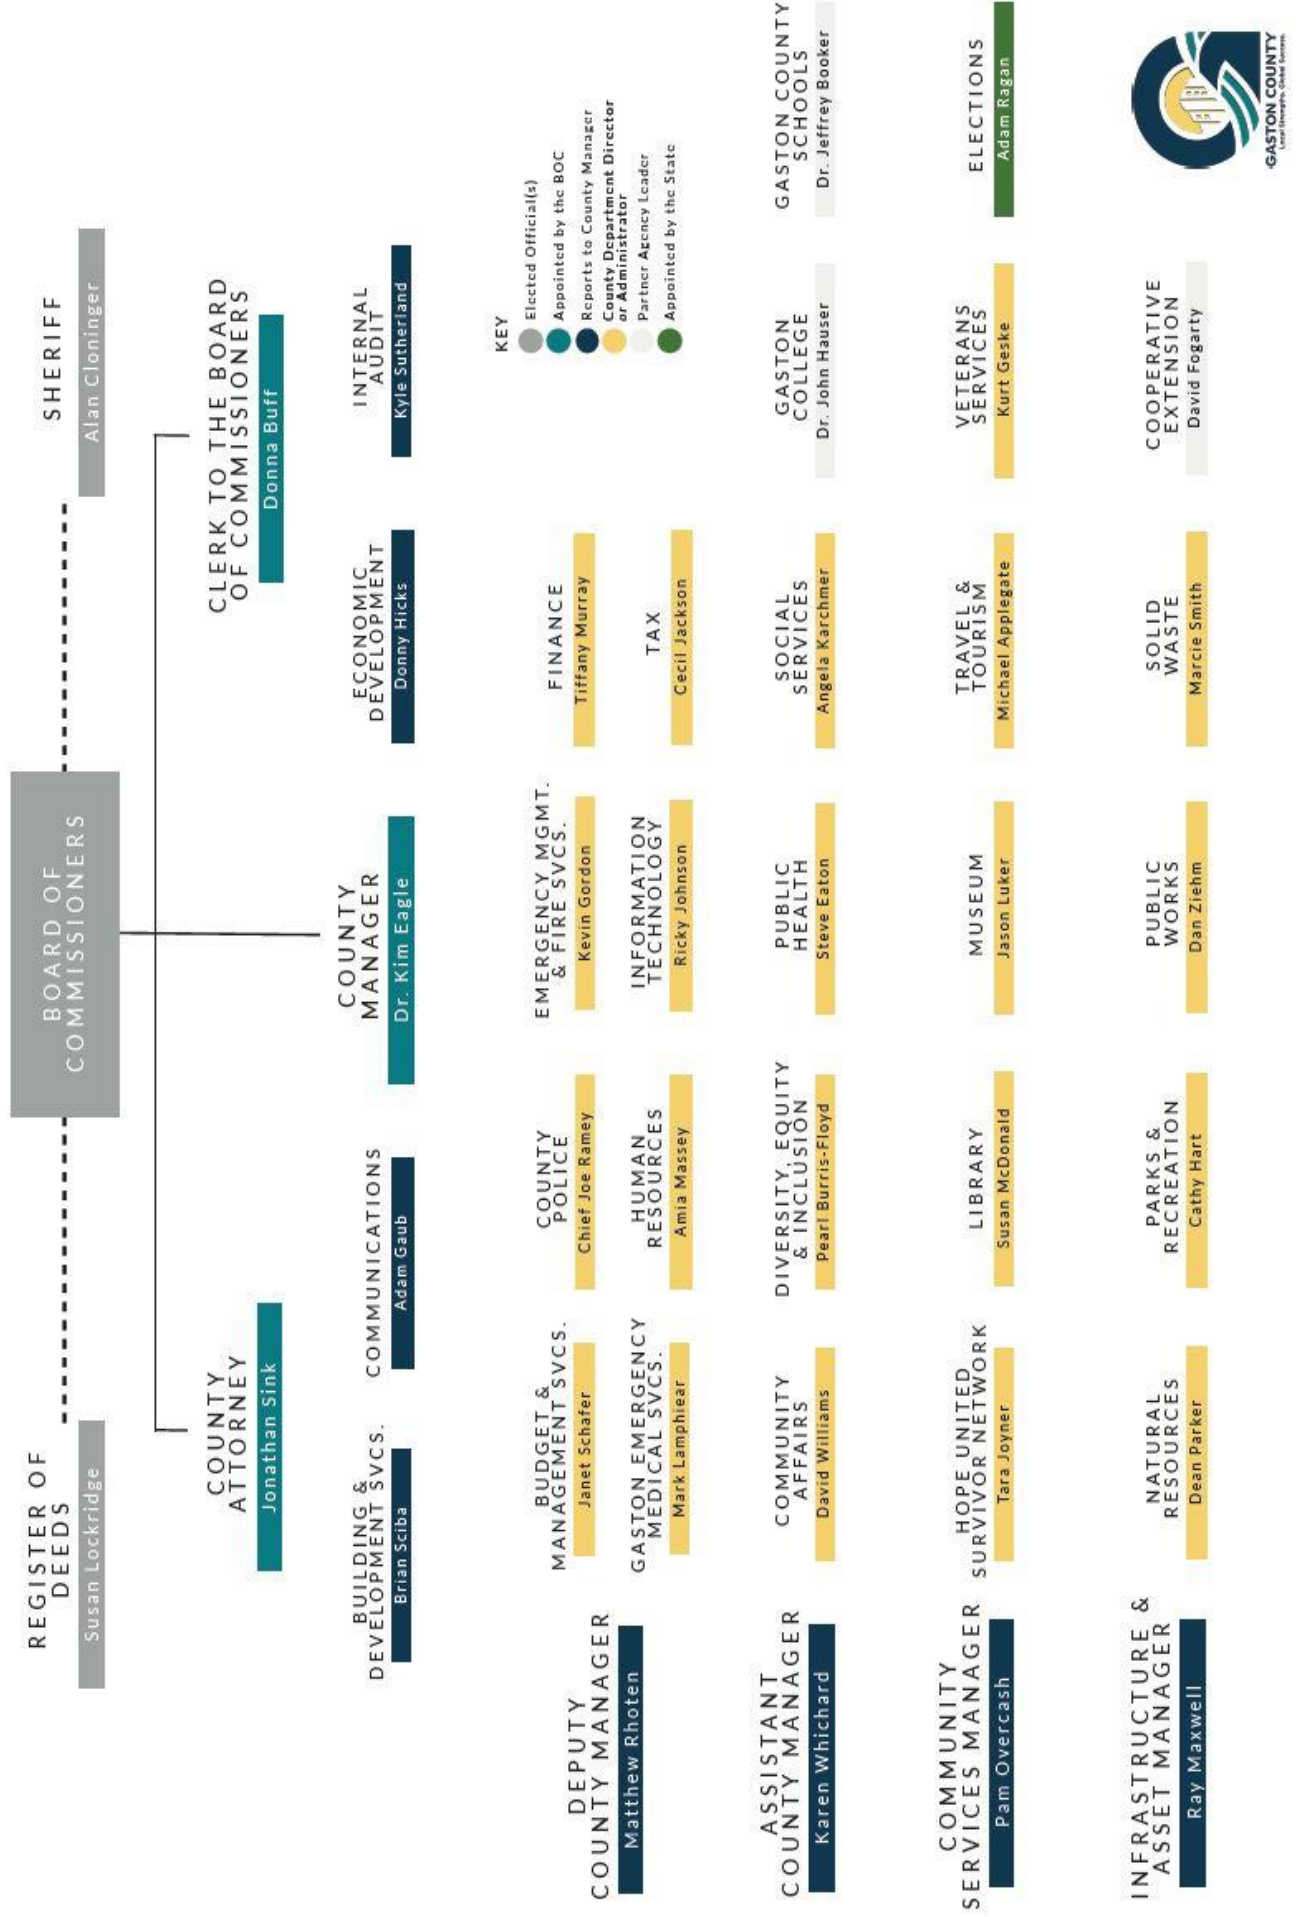 REGISTER OF
DEEDS
Susan Lockridge
BOARD OF
COMMISSIONERS
SHERIFF
Alan Cloninger
COUNTY
ATTORNEY
Jonathan Sink
COUNTY
MANAGER
Dr. Kim Eagle
CLERK TO THE BOARD
OF COMMISSIONERS
Donna Buff
BUILDING &
DEVELOPMENT SVCS.
Brian Sciba
COMMUNICATIONS
Adam Gaub
ECONOMIC
DEVELOPMENT
Donny Hicks
INTERNAL
AUDIT
Kyle Sutherland
KEY
Elected Official(s)
Appointed by the BOC
Reports to County Manager
County Department Director
or Administrator
Partner Agency Leader
Appointed by the State
DEPUTY
COUNTY MANAGER
Matthew Rhoten
BUDGET &
MANAGEMENT SVCS.
Janet Schafer
COUNTY
POLICE
Chief Joe Ramey
EMERGENCY MGMT.
& FIRE SVCS.
Kevin Gordon
FINANCE
Tiffany Murray
GASTON EMERGENCY
MEDICAL SVCS.
Mark Lamphiear
HUMAN
RESOURCES
Amia Massey
INFORMATION
TECHNOLOGY
Ricky Johnson
TAX
Cecil Jackson
ASSISTANT
COUNTY MANAGER
Karen Whichard
COMMUNITY
AFFAIRS
David Williams
DIVERSITY, EQUITY
& INCLUSION
Pearl Burris-Floyd
PUBLIC
HEALTH
Steve Eaton
SOCIAL
SERVICES
Angela Karchmer
GASTON
COLLEGE
Dr. John Hauser
GASTON COUNTY
SCHOOLS
Dr. Jeffrey Booker
COMMUNITY
SERVICES MANAGER
Pam Overcash
HOPE UNITED
SURVIVOR NETWORK
Tara Joyner
LIBRARY
Susan McDonald
MUSEUM
Jason Luker
TRAVEL &
TOURISM
Michael Applegate
VETERANS
SERVICES
Kurt Geske
ELECTIONS
Adam Ragan
INFRASTRUCTURE &
ASSET MANAGER
Ray Maxwell
NATURAL
RESOURCES
Dean Parker
PARKS &
RECREATION
Cathy Hart
PUBLIC
WORKS
Dan Ziehm
SOLID
WASTE
Marcie Smith
COOPERATIVE
EXTENSION
David Fogarty
GASTON COUNTY
Local Strengths. Global Success.